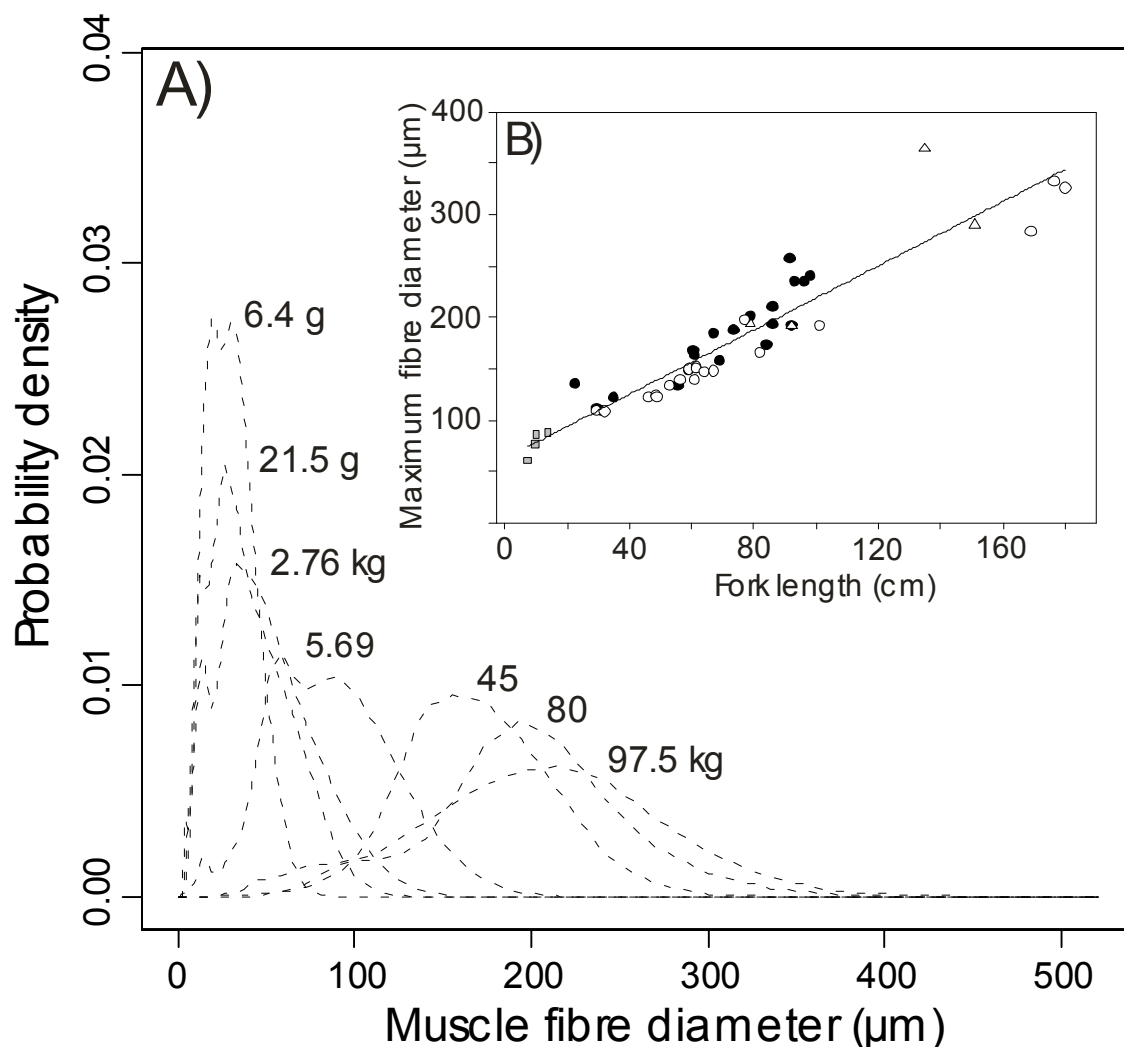 A)
Probability density
0.04
0.03
0.02
0.01
0.00
6.4 g
21.5 g
2.76 kg
5.69
45
80
97.5 kg
0 100 200 300 400 500
Muscle fibre diameter (µm)
B)
Maximum fibre diameter (µm)
400
300
200
100
0 40 80 120 160
Fork length (cm)